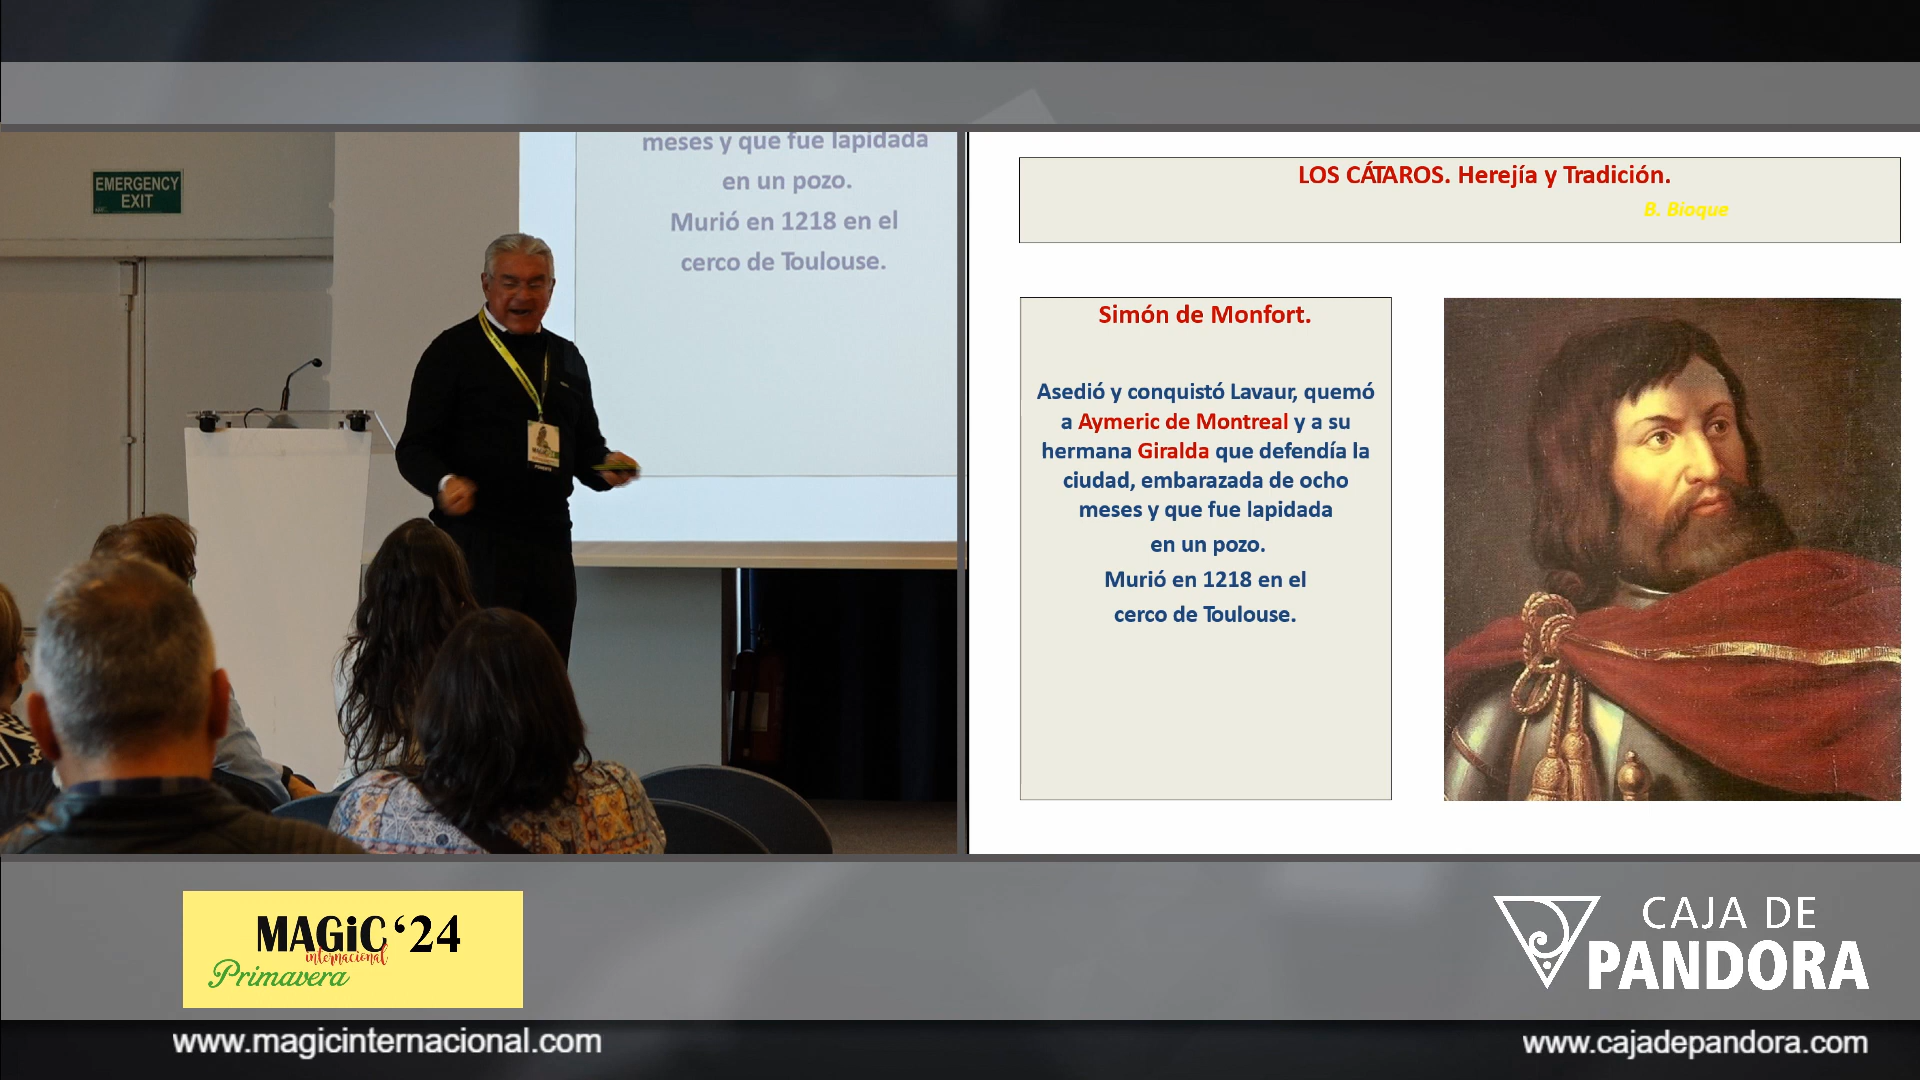 EMERGENCY
EXIT
meses y que fue lapidada
en un pozo.
Murió en 1218 en el
cerco de Toulouse.
LOS CÁTAROS. Herejía y Tradición.
B. Bioque
Simón de Monfort.
Asedió y conquistó Lavaur, quemó
a Aymeric de Montreal y a su
hermana Giralda que defendía la
ciudad, embarazada de ocho
meses y que fue lapidada
en un pozo.
Murió en 1218 en el
cerco de Toulouse.
MAGiC '24
internacional
Primavera
CAJA DE
PANDORA
www.magicinternacional.com
www.cajadepandora.com